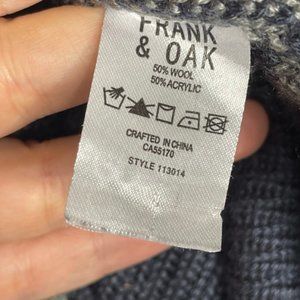 FRANK
& OAK
50% WOOL
50% ACRYLIC
CRAFTED IN CHINA
CA55170
STYLE 113014